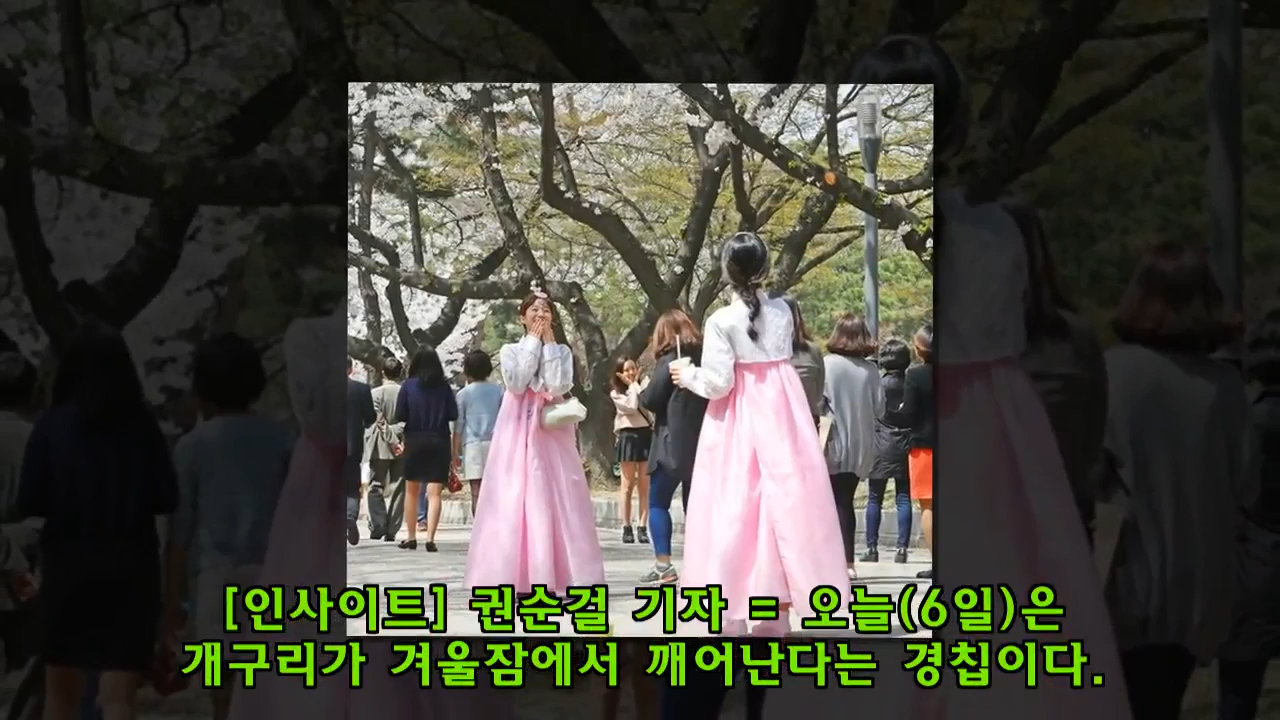 [인사이트] 권순걸 기자 = 오늘(6일)은
개구리가 겨울잠에서 깨어난다는 경칩이다.